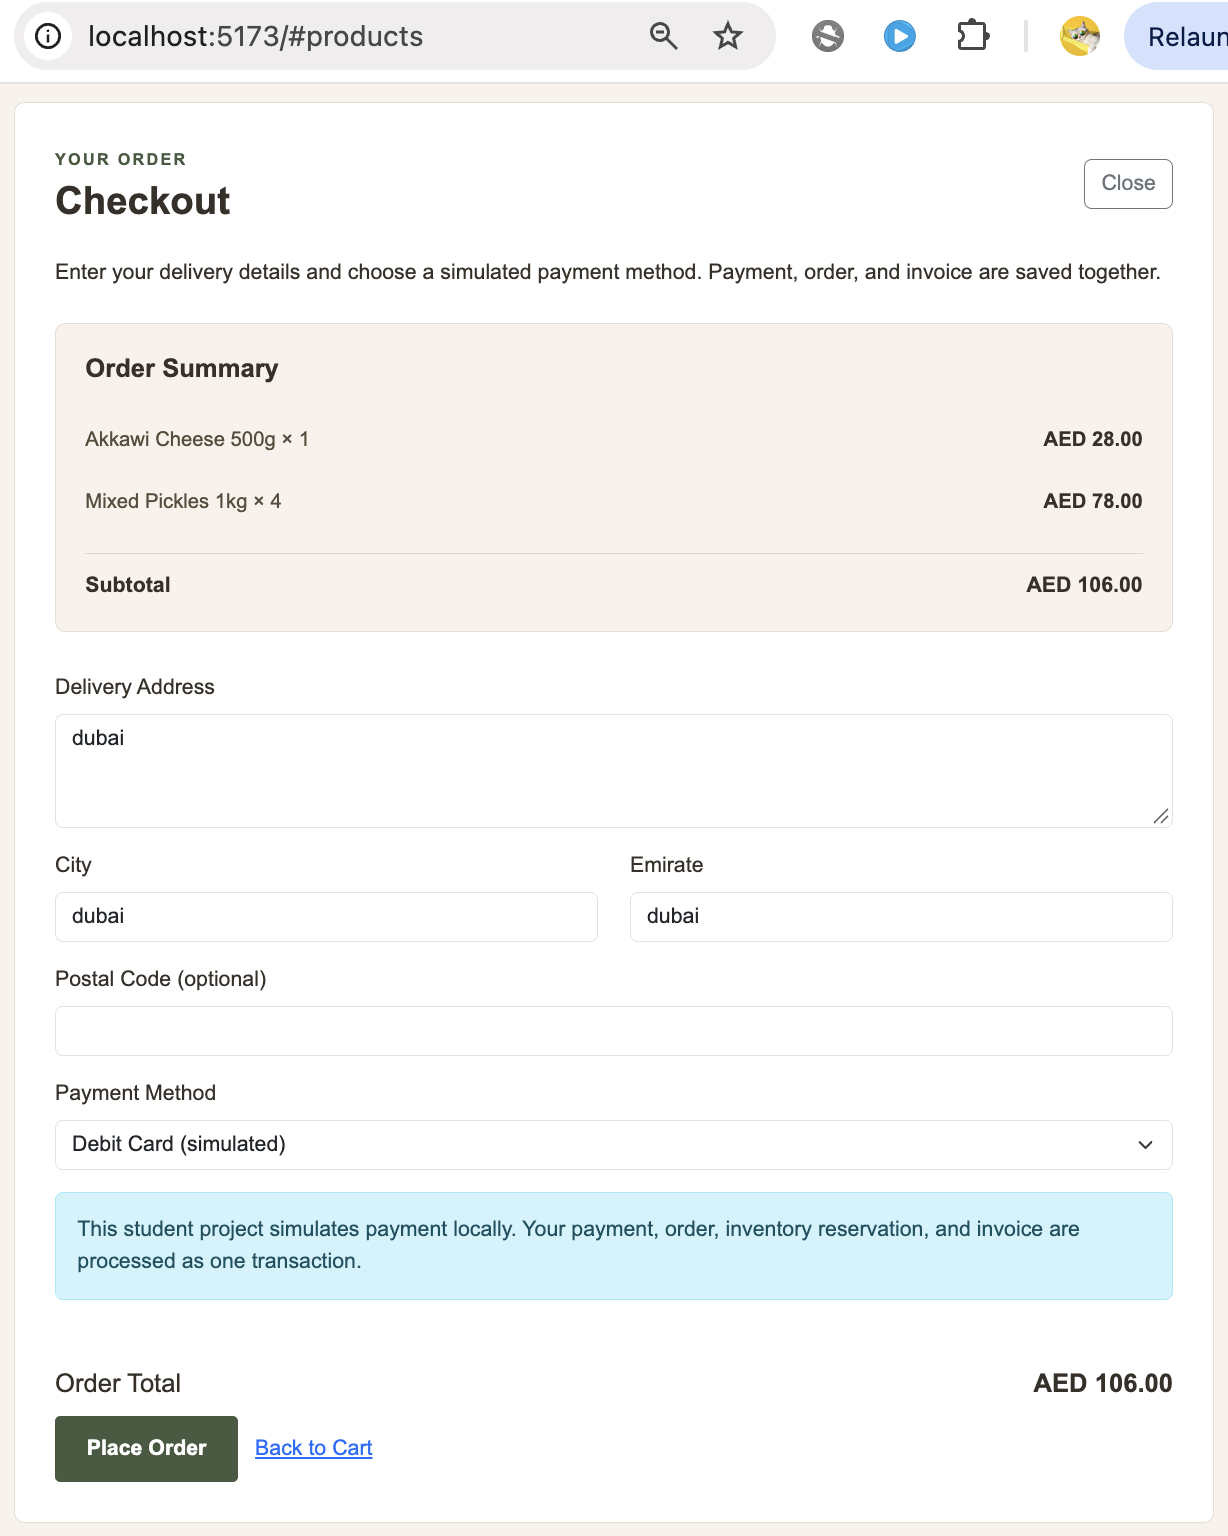 localhost:5173/#products
Relaun
YOUR ORDER
Checkout
Close
Enter your delivery details and choose a simulated payment method. Payment, order, and invoice are saved together.
Order Summary
Akkawi Cheese 500g × 1 AED 28.00
Mixed Pickles 1kg × 4 AED 78.00
Subtotal AED 106.00
Delivery Address
dubai
City Emirate
dubai dubai
Postal Code (optional)
Payment Method
Debit Card (simulated)
This student project simulates payment locally. Your payment, order, inventory reservation, and invoice are
processed as one transaction.
Order Total AED 106.00
Place Order Back to Cart